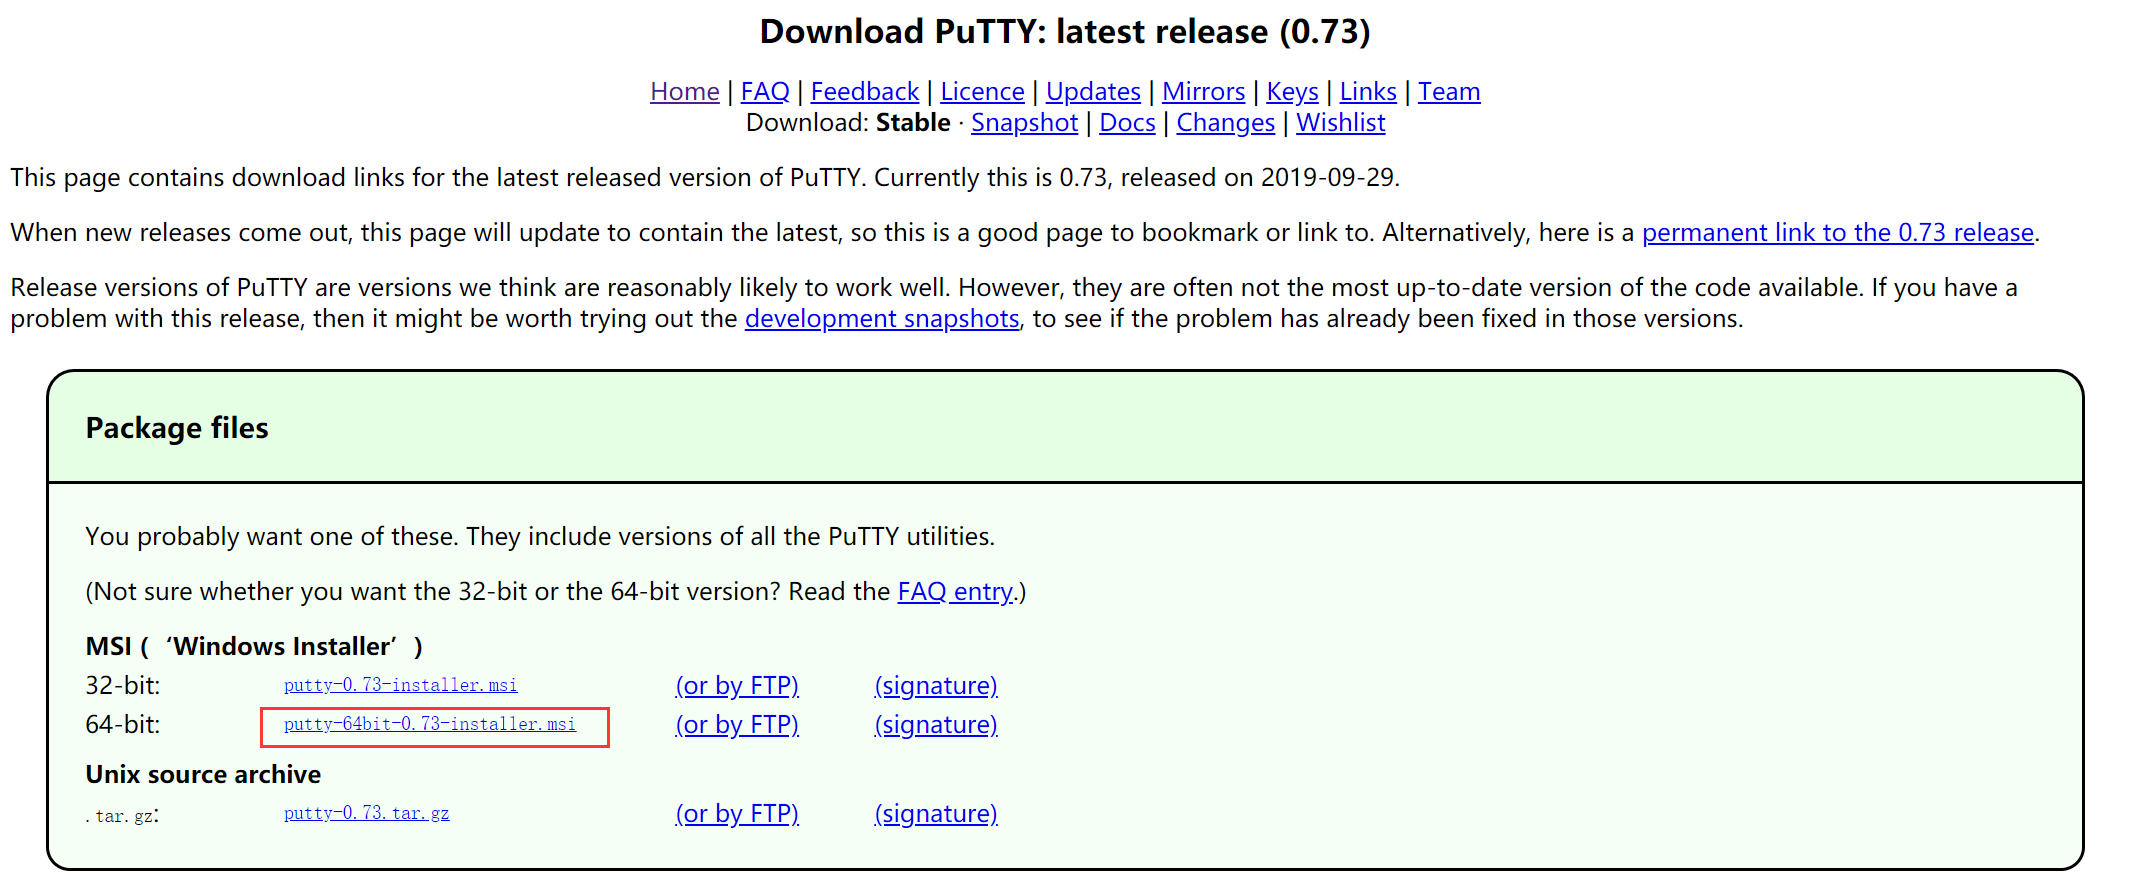 Download PuTTY: latest release (0.73)
Home | FAQ | Feedback | Licence | Updates | Mirrors | Keys | Links | Team
Download: Stable · Snapshot | Docs | Changes | Wishlist
This page contains download links for the latest released version of PuTTY. Currently this is 0.73, released on 2019-09-29.
When new releases come out, this page will update to contain the latest, so this is a good page to bookmark or link to. Alternatively, here is a permanent link to the 0.73 release.
Release versions of PuTTY are versions we think are reasonably likely to work well. However, they are often not the most up-to-date version of the code available. If you have a
problem with this release, then it might be worth trying out the development snapshots, to see if the problem has already been fixed in those versions.
Package files
You probably want one of these. They include versions of all the PuTTY utilities.
(Not sure whether you want the 32-bit or the 64-bit version? Read the FAQ entry.)
MSI (‘Windows Installer’)
32-bit: putty-0.73-installer.msi (or by FTP) (signature)
64-bit: putty-64bit-0.73-installer.msi (or by FTP) (signature)
Unix source archive
.tar.gz: putty-0.73.tar.gz (or by FTP) (signature)